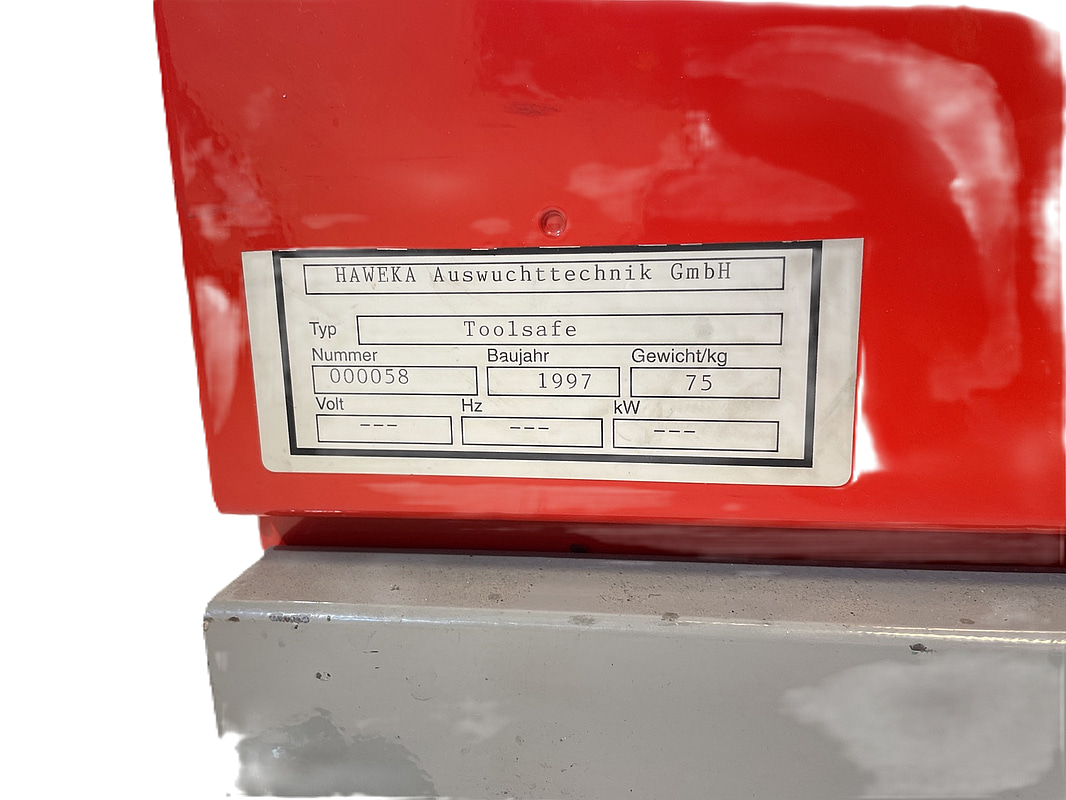 HAWEKA Auswuchttechnik GmbH
Typ Toolsafe
Nummer Baujahr Gewicht/kg
000058 1997 75
Volt Hz kW
--- --- ---